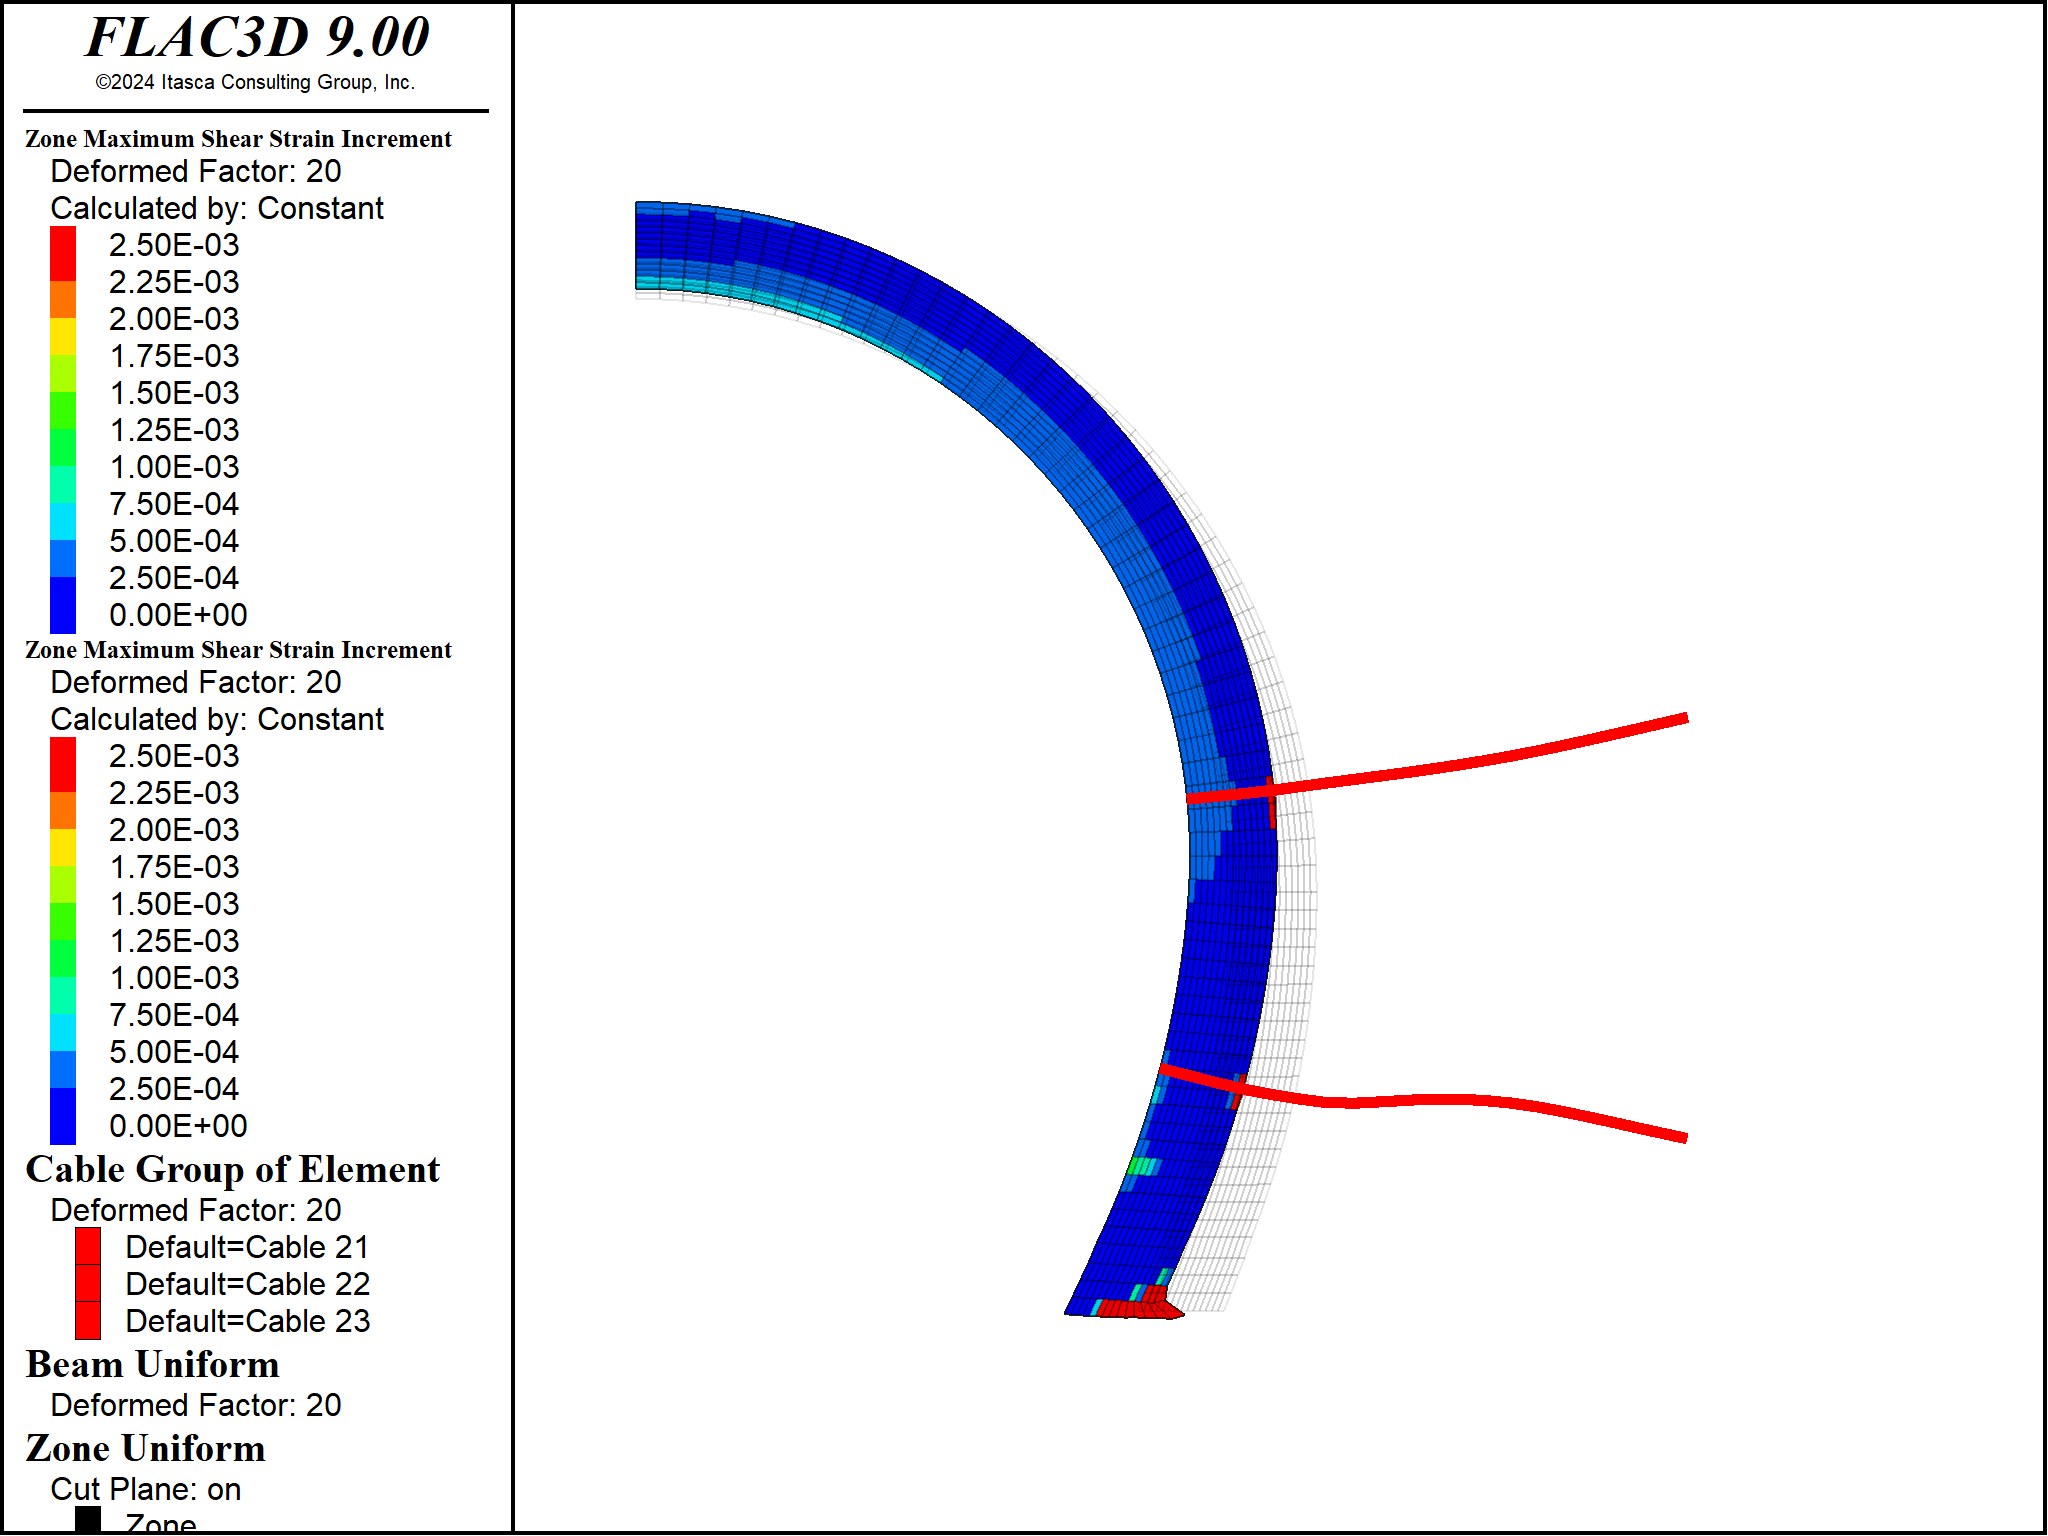 FLAC3D 9.00
©2024 Itasca Consulting Group, Inc.
Zone Maximum Shear Strain Increment
Deformed Factor: 20
Calculated by: Constant
2.50E-03
2.25E-03
2.00E-03
1.75E-03
1.50E-03
1.25E-03
1.00E-03
7.50E-04
5.00E-04
2.50E-04
0.00E+00
Zone Maximum Shear Strain Increment
Deformed Factor: 20
Calculated by: Constant
2.50E-03
2.25E-03
2.00E-03
1.75E-03
1.50E-03
1.25E-03
1.00E-03
7.50E-04
5.00E-04
2.50E-04
0.00E+00
Cable Group of Element
Deformed Factor: 20
Default=Cable 21
Default=Cable 22
Default=Cable 23
Beam Uniform
Deformed Factor: 20
Zone Uniform
Cut Plane: on
Zone